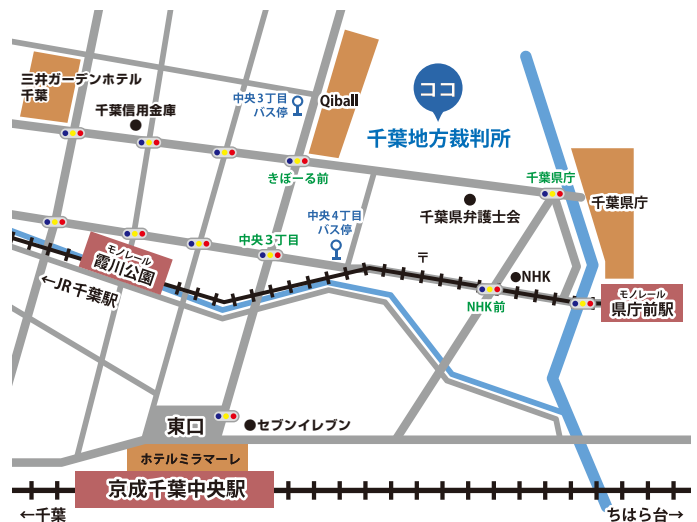 三井ガーデンホテル
千葉
千葉信用金庫
中央３丁目
バス停
Qiball
ココ
千葉地方裁判所
きぼーる前
千葉県庁
千葉県庁
千葉県弁護士会
中央４丁目
バス停
中央３丁目
〒
モノレール
霞川公園
←JR千葉駅
NHK
NHK前
モノレール
県庁前駅
東口
セブンイレブン
ホテルミラマーレ
京成千葉中央駅
←千葉
ちはら台→